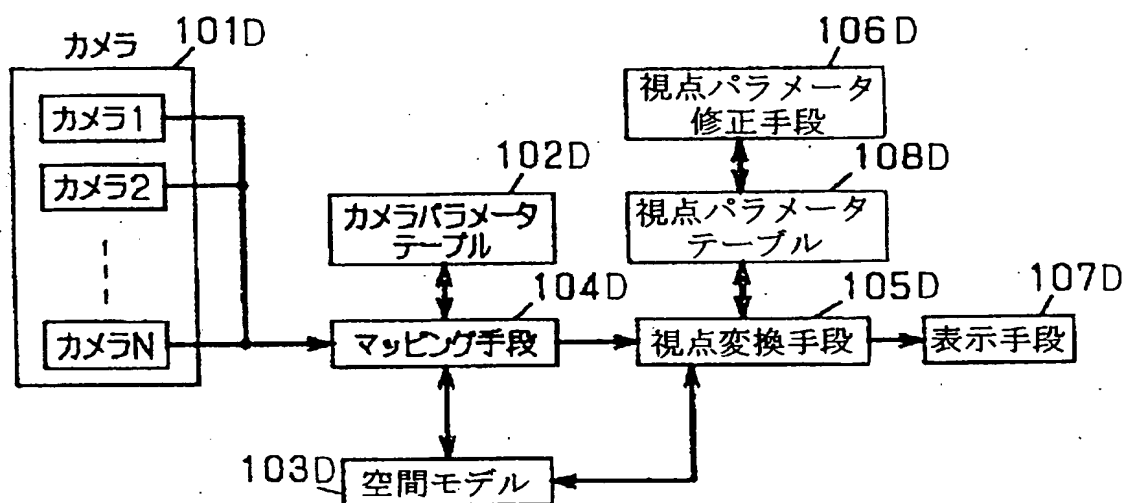 カメラ
101D
カメラ1
カメラ2
カメラN
102D
カメラパラメータ
テーブル
106D
視点パラメータ
修正手段
108D
視点パラメータ
テーブル
104D
マッピング手段
105D
視点変換手段
107D
表示手段
103D
空間モデル